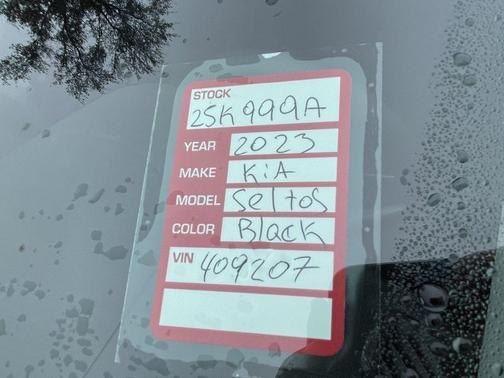 STOCK
25K999A
YEAR 2023
MAKE KiA
MODEL Seltos
COLOR Black
VIN 409207